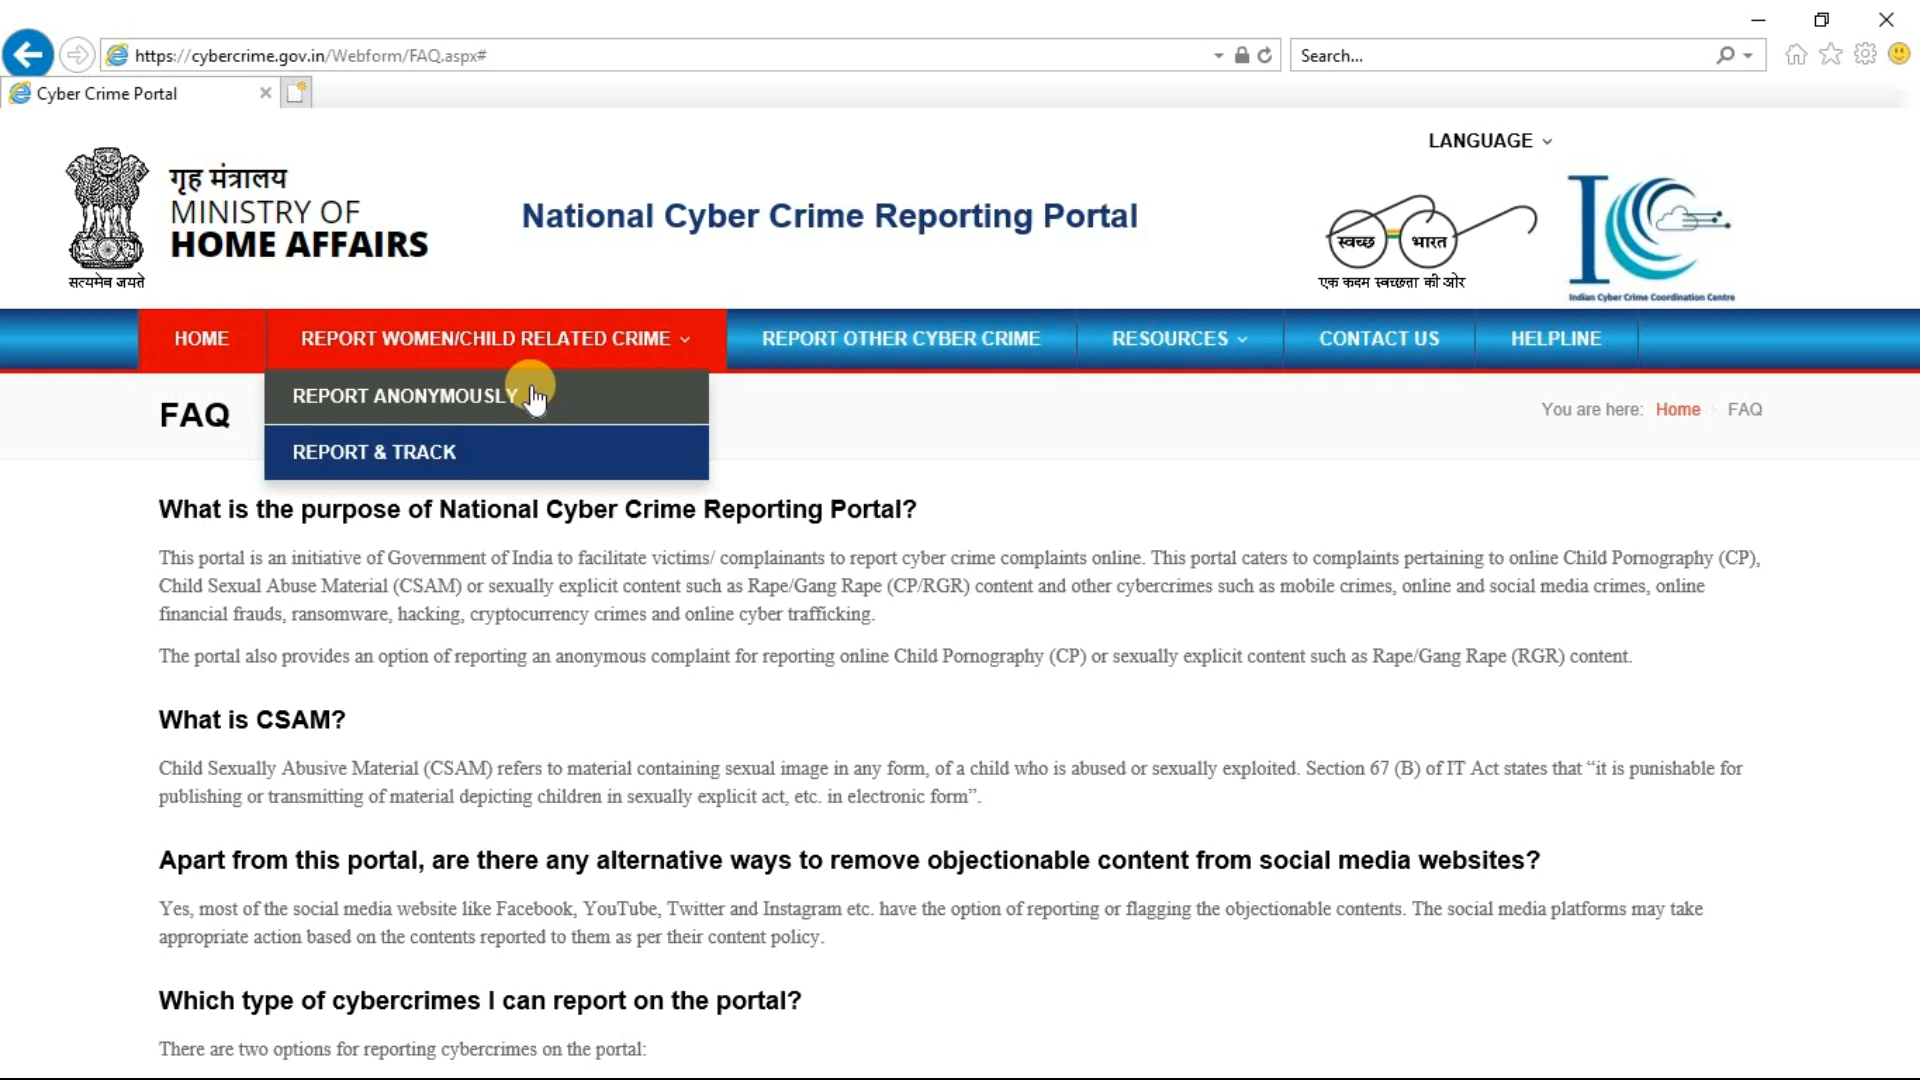 https://cybercrime.gov.in/Webform/FAQ.aspx#
Search...
Cyber Crime Portal
LANGUAGE
गृह मंत्रालय
MINISTRY OF
HOME AFFAIRS
सत्यमेव जयते
National Cyber Crime Reporting Portal
स्वच्छ भारत
एक कदम स्वच्छता की ओर
Indian Cyber Crime Coordination Centre
HOME
REPORT WOMEN/CHILD RELATED CRIME
REPORT OTHER CYBER CRIME
RESOURCES
CONTACT US
HELPLINE
REPORT ANONYMOUSLY
REPORT & TRACK
FAQ
You are here: Home FAQ
What is the purpose of National Cyber Crime Reporting Portal?
This portal is an initiative of Government of India to facilitate victims/ complainants to report cyber crime complaints online. This portal caters to complaints pertaining to online Child Pornography (CP),
Child Sexual Abuse Material (CSAM) or sexually explicit content such as Rape/Gang Rape (CP/RGR) content and other cybercrimes such as mobile crimes, online and social media crimes, online
financial frauds, ransomware, hacking, cryptocurrency crimes and online cyber trafficking.
The portal also provides an option of reporting an anonymous complaint for reporting online Child Pornography (CP) or sexually explicit content such as Rape/Gang Rape (RGR) content.
What is CSAM?
Child Sexually Abusive Material (CSAM) refers to material containing sexual image in any form, of a child who is abused or sexually exploited. Section 67 (B) of IT Act states that “it is punishable for
publishing or transmitting of material depicting children in sexually explicit act, etc. in electronic form”.
Apart from this portal, are there any alternative ways to remove objectionable content from social media websites?
Yes, most of the social media website like Facebook, YouTube, Twitter and Instagram etc. have the option of reporting or flagging the objectionable contents. The social media platforms may take
appropriate action based on the contents reported to them as per their content policy.
Which type of cybercrimes I can report on the portal?
There are two options for reporting cybercrimes on the portal: